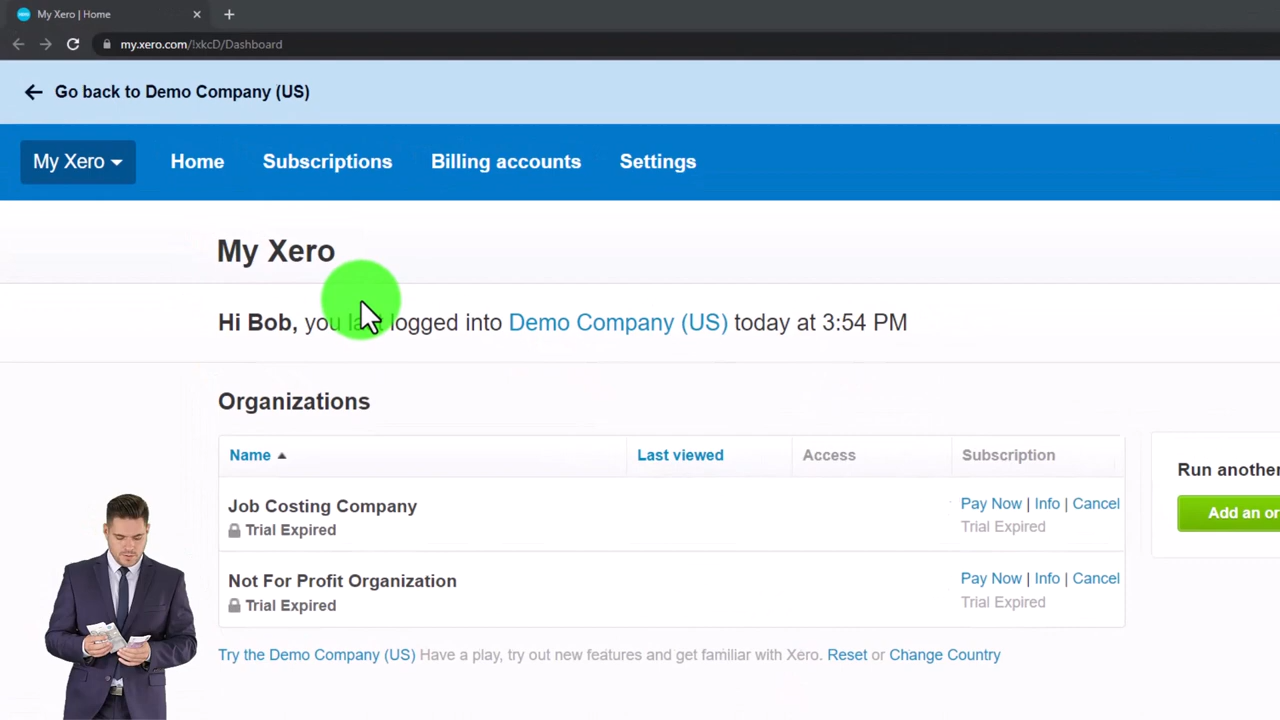 My Xero | Home
my.xero.com/!xkcD/Dashboard
Go back to Demo Company (US)
My Xero Home Subscriptions Billing accounts Settings
My Xero
Hi Bob, you last logged into Demo Company (US) today at 3:54 PM
Organizations
Name Last viewed Access Subscription
Job Costing Company Pay Now | Info | Cancel
Trial Expired Trial Expired
Not For Profit Organization Pay Now | Info | Cancel
Trial Expired Trial Expired
Run another
Add an or
Try the Demo Company (US) Have a play, try out new features and get familiar with Xero. Reset or Change Country